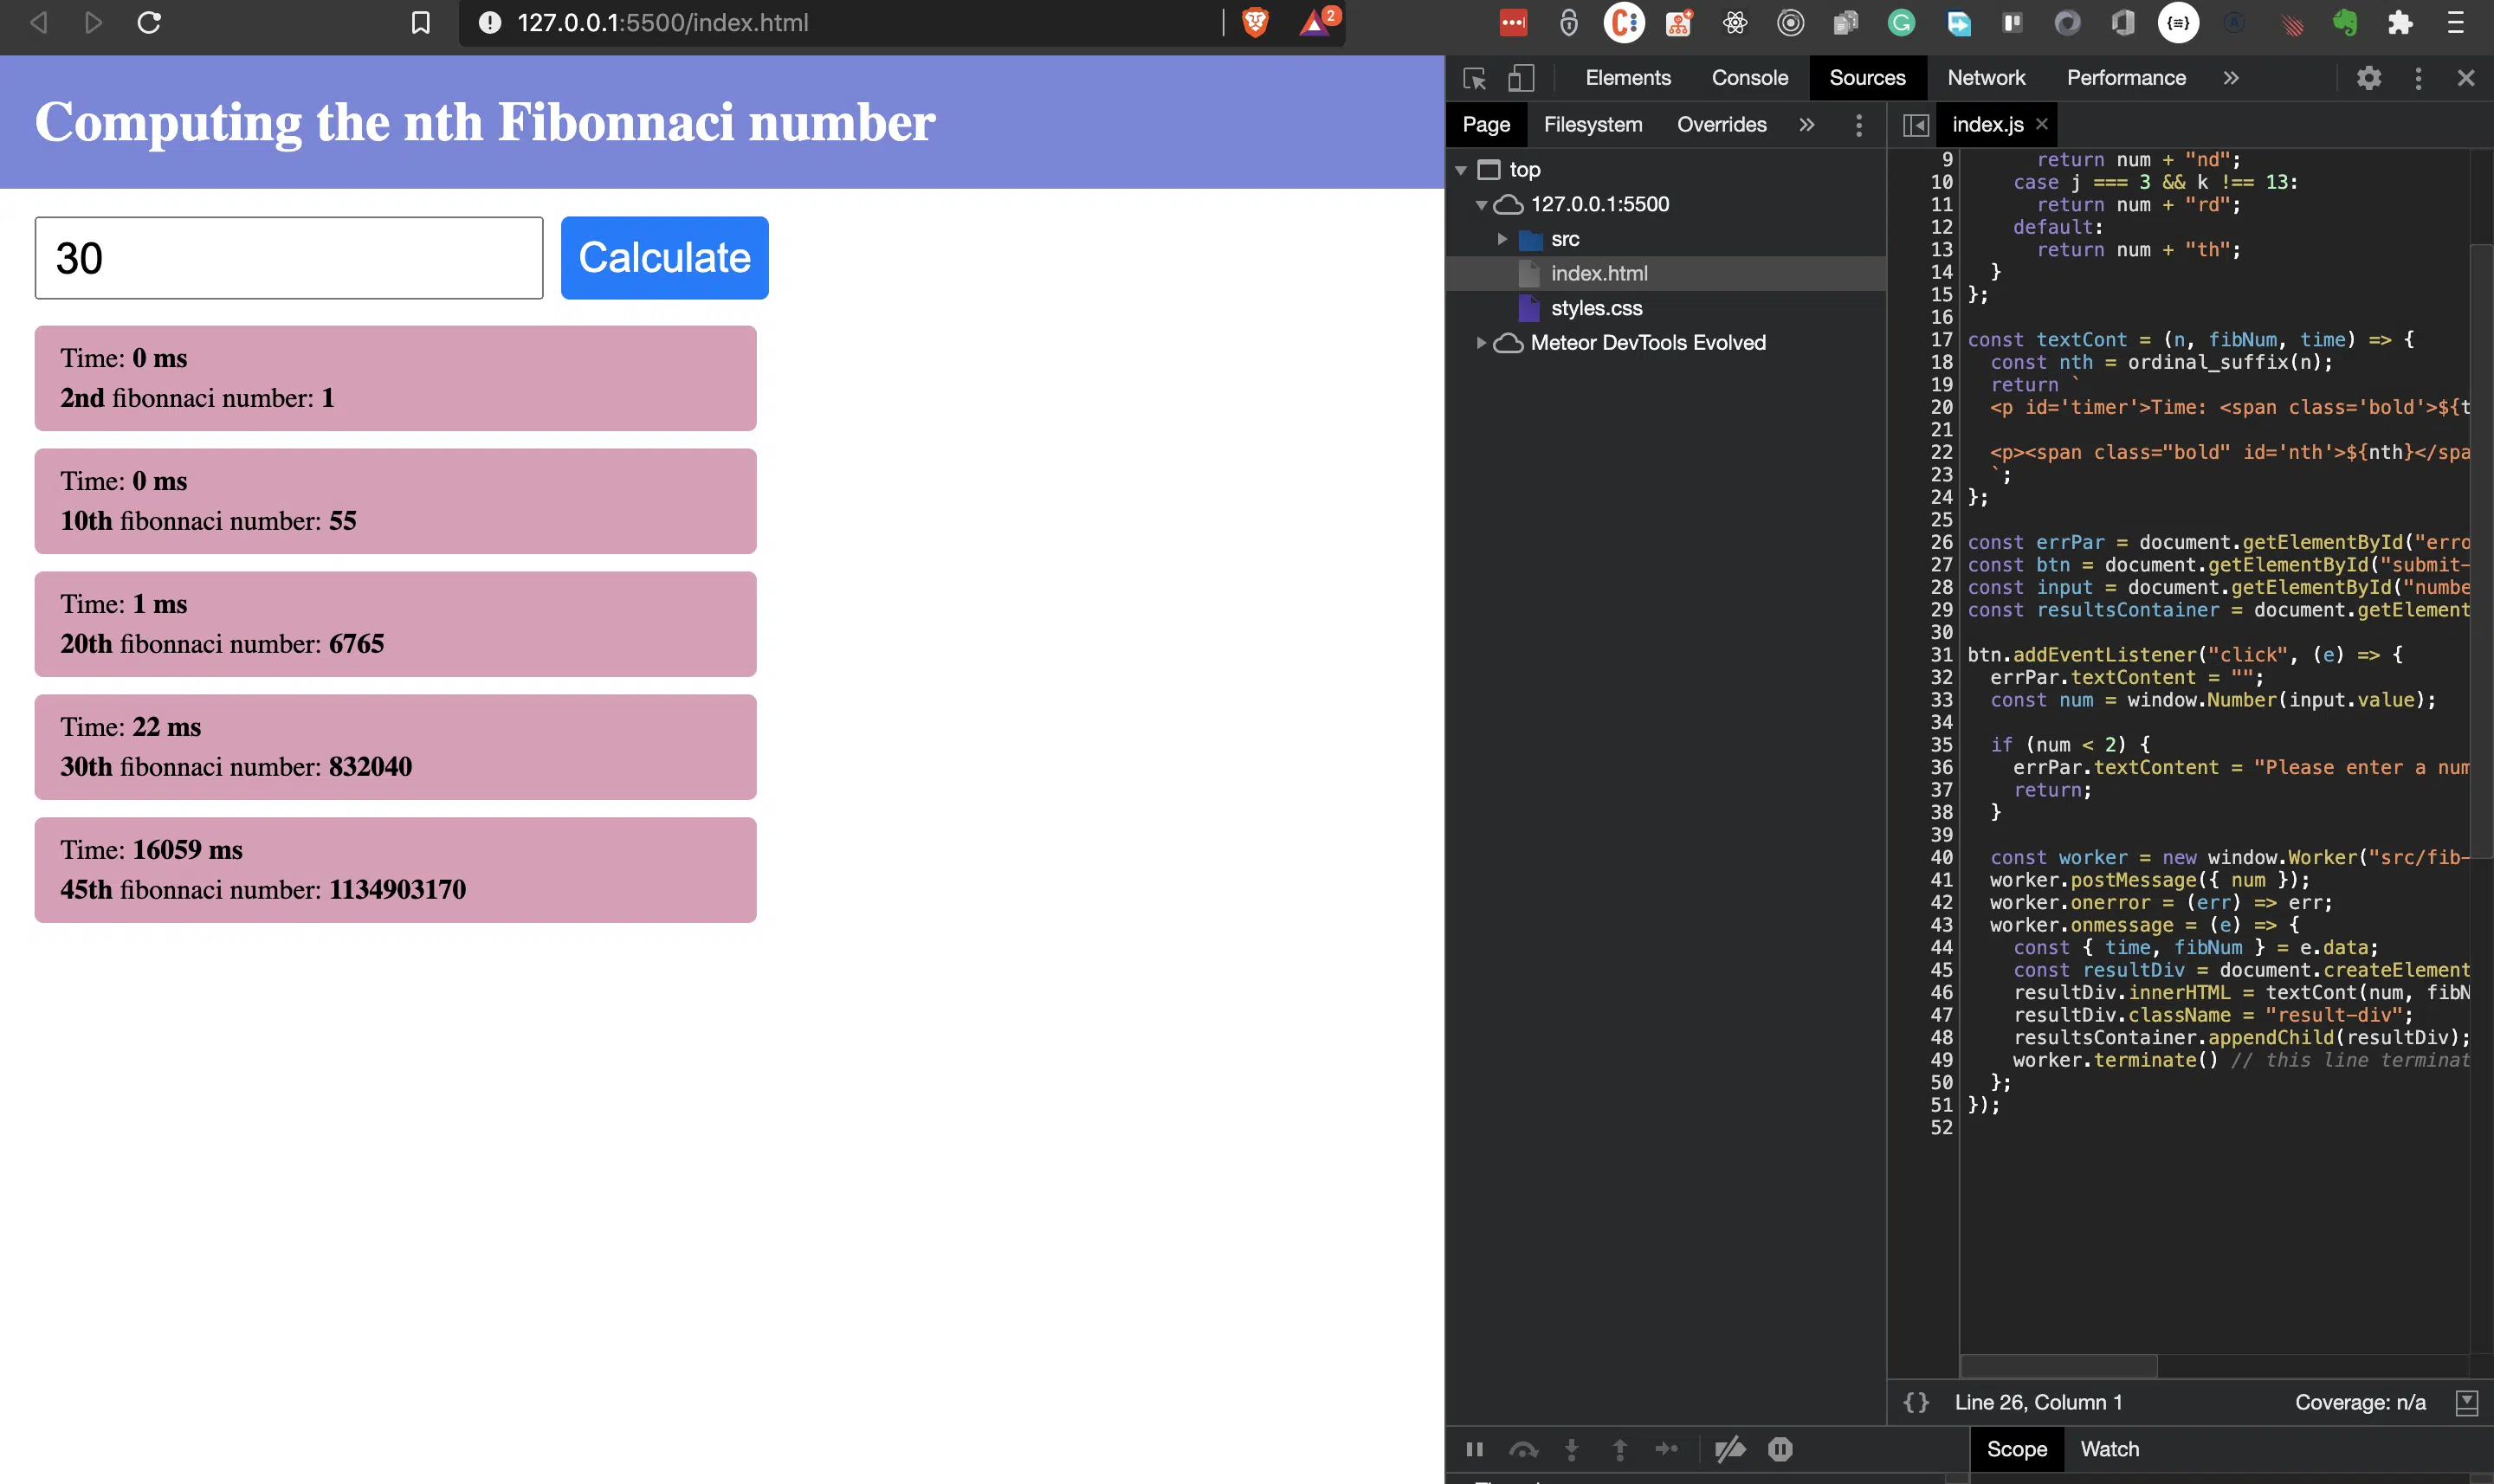 127.0.0.1:5500/index.html
2
Computing the nth Fibonnaci number
30
Calculate
Time: 0 ms
2nd fibonnaci number: 1
Time: 0 ms
10th fibonnaci number: 55
Time: 1 ms
20th fibonnaci number: 6765
Time: 22 ms
30th fibonnaci number: 832040
Time: 16059 ms
45th fibonnaci number: 1134903170
Elements Console Sources Network Performance »
Page Filesystem Overrides »
index.js ×
top
127.0.0.1:5500
src
index.html
styles.css
Meteor DevTools Evolved
9 return num + "nd";
10 case j === 3 && k !== 13:
11 return num + "rd";
12 default:
13 return num + "th";
14 }
15 };
16
17 const textCont = (n, fibNum, time) => {
18 const nth = ordinal_suffix(n);
19 return `
20 <p id='timer'>Time: <span class='bold'>${t
21
22 <p><span class="bold" id='nth'>${nth}</spa
23 `;
24 };
25
26 const errPar = document.getElementById("erro
27 const btn = document.getElementById("submit-
28 const input = document.getElementById("numbe
29 const resultsContainer = document.getElement
30
31 btn.addEventListener("click", (e) => {
32 errPar.textContent = "";
33 const num = window.Number(input.value);
34
35 if (num < 2) {
36 errPar.textContent = "Please enter a num
37 return;
38 }
39
40 const worker = new window.Worker("src/fib-
41 worker.postMessage({ num });
42 worker.onerror = (err) => err;
43 worker.onmessage = (e) => {
44 const { time, fibNum } = e.data;
45 const resultDiv = document.createElement
46 resultDiv.innerHTML = textCont(num, fibN
47 resultDiv.className = "result-div";
48 resultsContainer.appendChild(resultDiv);
49 worker.terminate() // this line terminat
50 };
51 });
52
{} Line 26, Column 1 Coverage: n/a
Scope Watch